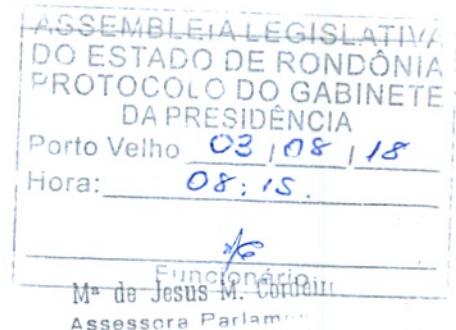 ASSEMBLEIA LEGISLATIVA
DO ESTADO DE RONDÔNIA
PROTOCOLO DO GABINETE
DA PRESIDÊNCIA
Porto Velho 03/08/18
Hora: 08:15.
Funcionário
Mª de Jesus M.
Assessora